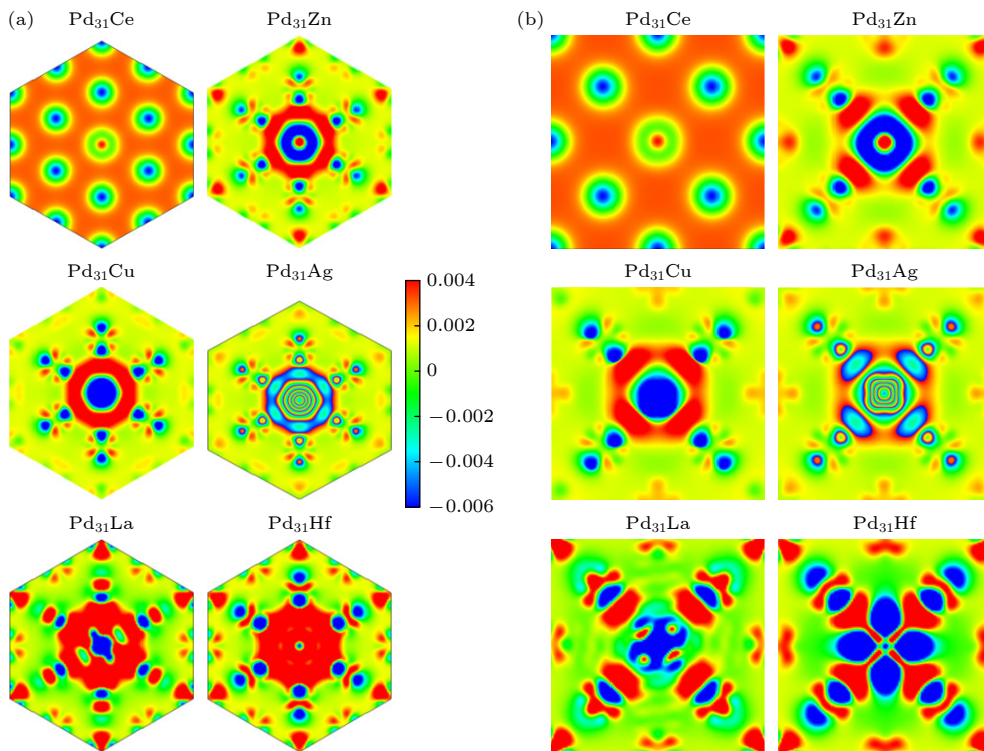 (a)
Pd₃₁Ce Pd₃₁Zn
Pd₃₁Cu Pd₃₁Ag
0.004
0.002
0
−0.002
−0.004
−0.006
Pd₃₁La Pd₃₁Hf
(b)
Pd₃₁Ce Pd₃₁Zn
Pd₃₁Cu Pd₃₁Ag
Pd₃₁La Pd₃₁Hf